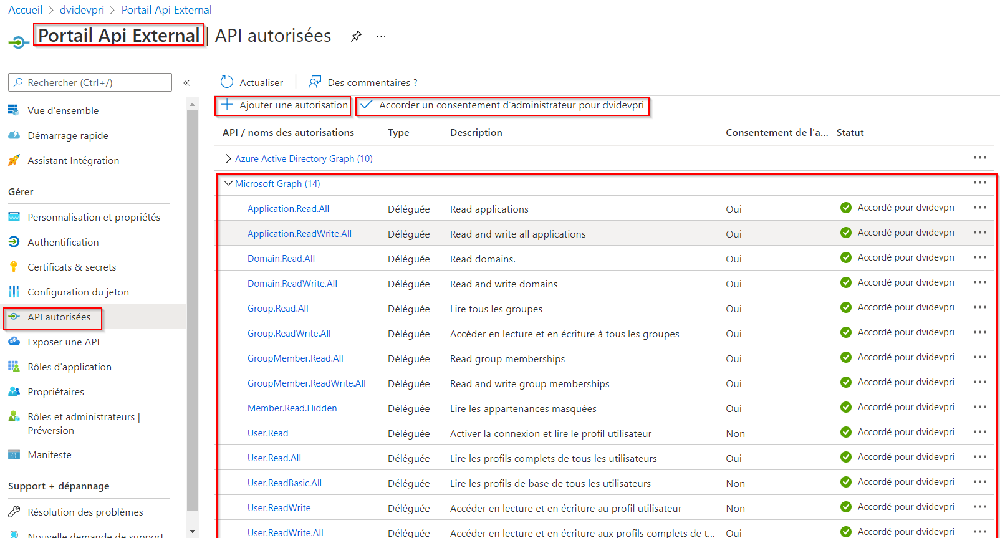 Accueil > dvidevpri > Portail Api External
Portail Api External | API autorisées
Rechercher (Ctrl+/)
Vue d'ensemble
Démarrage rapide
Assistant Intégration
Gérer
Personnalisation et propriétés
Authentification
Certificats & secrets
Configuration du jeton
API autorisées
Exposer une API
Rôles d'application
Propriétaires
Rôles et administrateurs |
Préversion
Manifeste
Support + dépannage
Résolution des problèmes
Nouvelle demande de support
Actualiser Des commentaires ?
Ajouter une autorisation Accorder un consentement d’administrateur pour dvidevpri
API / noms des autorisations Type Description Consentement de l'a... Statut
Azure Active Directory Graph (10)
Microsoft Graph (14)
Application.Read.All Déléguée Read applications Oui Accordé pour dvidevpri
Application.ReadWrite.All Déléguée Read and write all applications Oui Accordé pour dvidevpri
Domain.Read.All Déléguée Read domains. Oui Accordé pour dvidevpri
Domain.ReadWrite.All Déléguée Read and write domains Oui Accordé pour dvidevpri
Group.Read.All Déléguée Lire tous les groupes Oui Accordé pour dvidevpri
Group.ReadWrite.All Déléguée Accéder en lecture et en écriture à tous les groupes Oui Accordé pour dvidevpri
GroupMember.Read.All Déléguée Read group memberships Oui Accordé pour dvidevpri
GroupMember.ReadWrite.All Déléguée Read and write group memberships Oui Accordé pour dvidevpri
Member.Read.Hidden Déléguée Lire les appartenances masquées Oui Accordé pour dvidevpri
User.Read Déléguée Activer la connexion et lire le profil utilisateur Non Accordé pour dvidevpri
User.Read.All Déléguée Lire les profils complets de tous les utilisateurs Oui Accordé pour dvidevpri
User.ReadBasic.All Déléguée Lire les profils de base de tous les utilisateurs Non Accordé pour dvidevpri
User.ReadWrite Déléguée Accéder en lecture et en écriture au profil utilisateur Non Accordé pour dvidevpri
User.ReadWrite.All Déléguée Accéder en lecture et en écriture aux profils complets de t... Oui Accordé pour dvidevpri